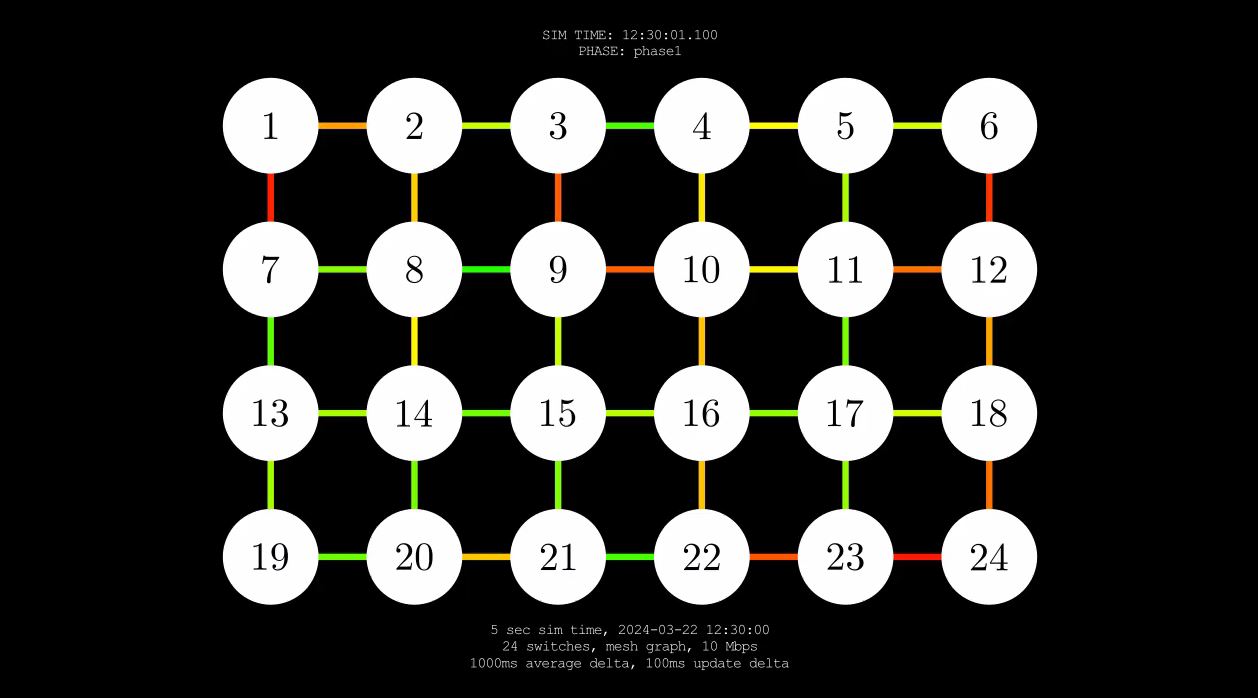 SIM TIME: 12:30:01.100
PHASE: phase1
1 2 3 4 5 6
7 8 9 10 11 12
13 14 15 16 17 18
19 20 21 22 23 24
5 sec sim time, 2024-03-22 12:30:00
24 switches, mesh graph, 10 Mbps
1000ms average delta, 100ms update delta